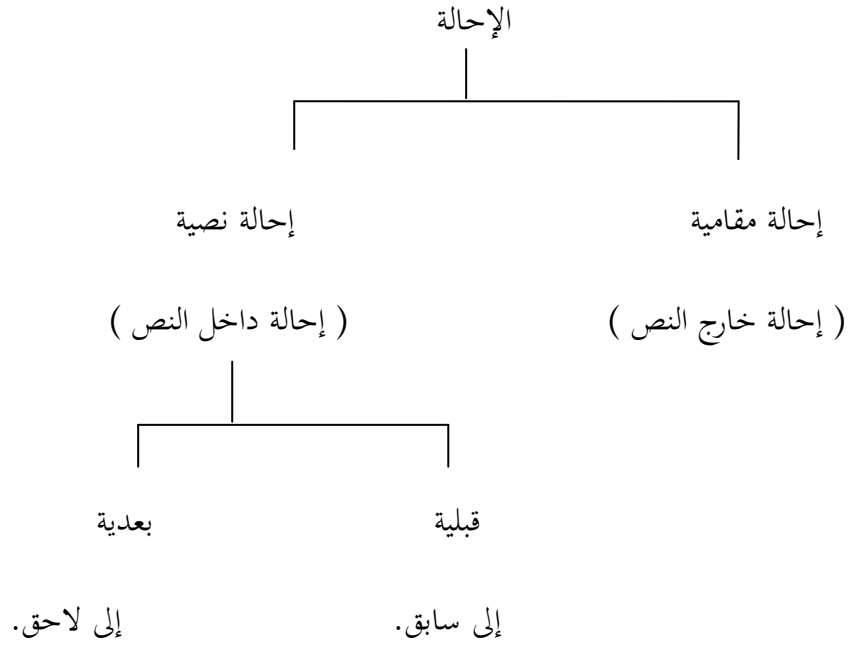 الإحالة
إحالة مقامية
إحالة نصية
( إحالة خارج النص )
( إحالة داخل النص )
قبلية
بعدية
إلى سابق.
إلى لاحق.